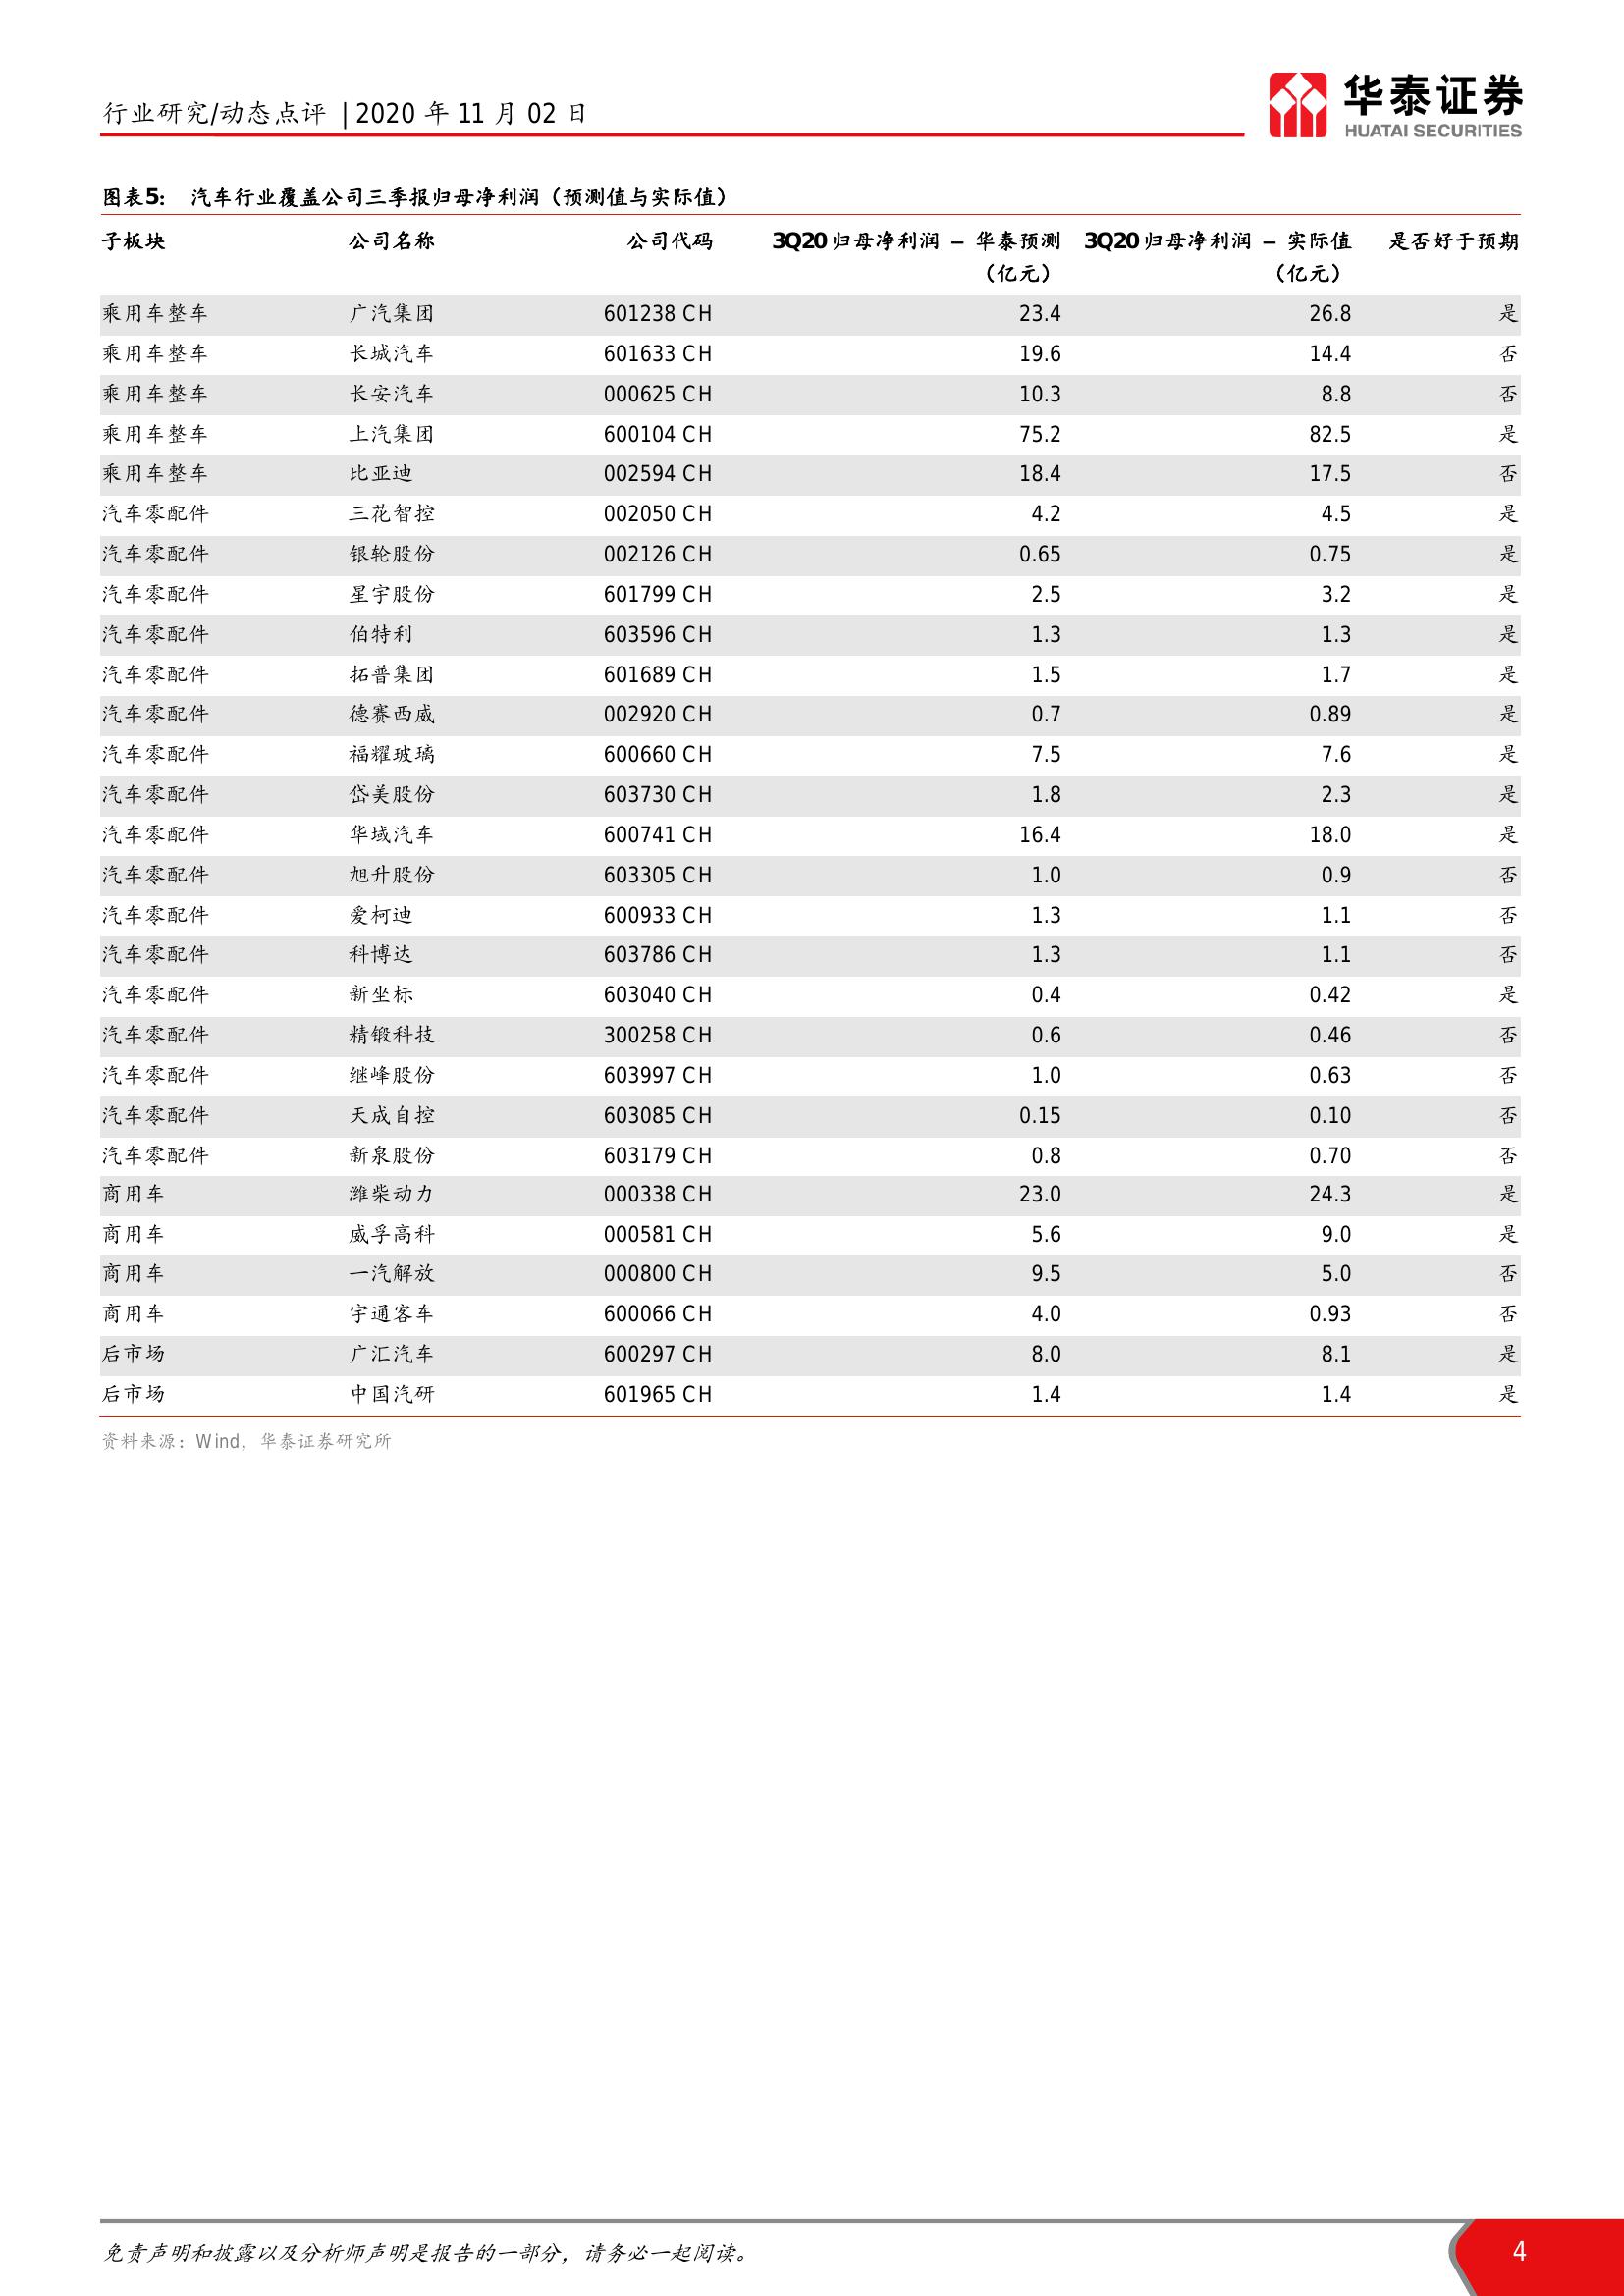 行业研究/动态点评 | 2020 年 11 月 02 日
华泰证券
HUATAI SECURITIES
图表5: 汽车行业覆盖公司三季报归母净利润（预测值与实际值）
子板块 公司名称 公司代码 3Q20 归母净利润 – 华泰预测 3Q20 归母净利润 – 实际值 是否好于预期
（亿元） （亿元）
乘用车整车 广汽集团 601238 CH 23.4 26.8 是
乘用车整车 长城汽车 601633 CH 19.6 14.4 否
乘用车整车 长安汽车 000625 CH 10.3 8.8 否
乘用车整车 上汽集团 600104 CH 75.2 82.5 是
乘用车整车 比亚迪 002594 CH 18.4 17.5 否
汽车零配件 三花智控 002050 CH 4.2 4.5 是
汽车零配件 银轮股份 002126 CH 0.65 0.75 是
汽车零配件 星宇股份 601799 CH 2.5 3.2 是
汽车零配件 伯特利 603596 CH 1.3 1.3 是
汽车零配件 拓普集团 601689 CH 1.5 1.7 是
汽车零配件 德赛西威 002920 CH 0.7 0.89 是
汽车零配件 福耀玻璃 600660 CH 7.5 7.6 是
汽车零配件 岱美股份 603730 CH 1.8 2.3 是
汽车零配件 华域汽车 600741 CH 16.4 18.0 是
汽车零配件 旭升股份 603305 CH 1.0 0.9 否
汽车零配件 爱柯迪 600933 CH 1.3 1.1 否
汽车零配件 科博达 603786 CH 1.3 1.1 否
汽车零配件 新坐标 603040 CH 0.4 0.42 是
汽车零配件 精锻科技 300258 CH 0.6 0.46 否
汽车零配件 继峰股份 603997 CH 1.0 0.63 否
汽车零配件 天成自控 603085 CH 0.15 0.10 否
汽车零配件 新泉股份 603179 CH 0.8 0.70 否
商用车 潍柴动力 000338 CH 23.0 24.3 是
商用车 威孚高科 000581 CH 5.6 9.0 是
商用车 一汽解放 000800 CH 9.5 5.0 否
商用车 宇通客车 600066 CH 4.0 0.93 否
后市场 广汇汽车 600297 CH 8.0 8.1 是
后市场 中国汽研 601965 CH 1.4 1.4 是
资料来源：Wind，华泰证券研究所
免责声明和披露以及分析师声明是报告的一部分，请务必一起阅读。
4